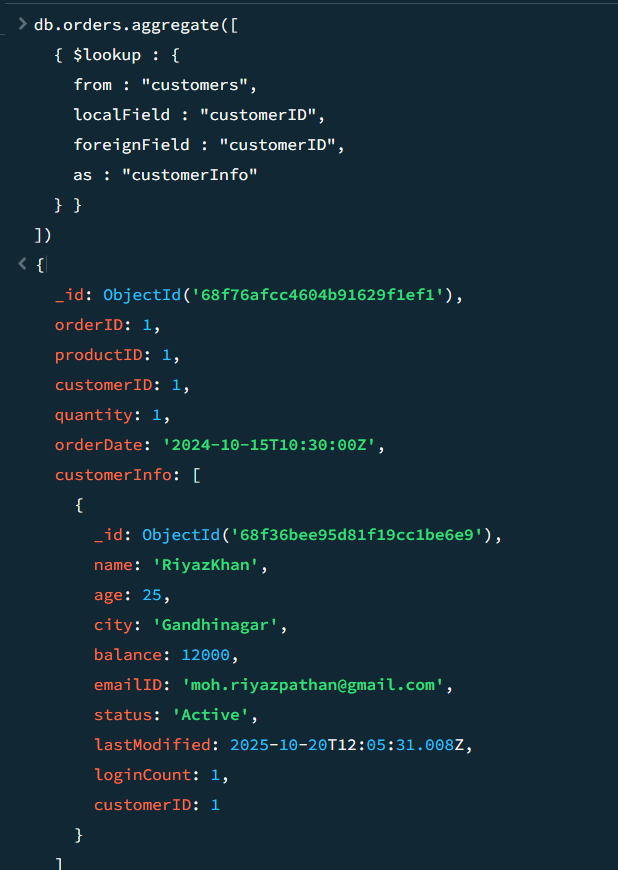 > db.orders.aggregate([
{ $lookup : {
from : "customers",
localField : "customerID",
foreignField : "customerID",
as : "customerInfo"
} }
])
< {
_id: ObjectId('68f76afcc4604b91629f1ef1'),
orderID: 1,
productID: 1,
customerID: 1,
quantity: 1,
orderDate: '2024-10-15T10:30:00Z',
customerInfo: [
{
_id: ObjectId('68f36bee95d81f19cc1be6e9'),
name: 'RiyazKhan',
age: 25,
city: 'Gandhinagar',
balance: 12000,
emailID: 'moh.riyazpathan@gmail.com',
status: 'Active',
lastModified: 2025-10-20T12:05:31.008Z,
loginCount: 1,
customerID: 1
}
]